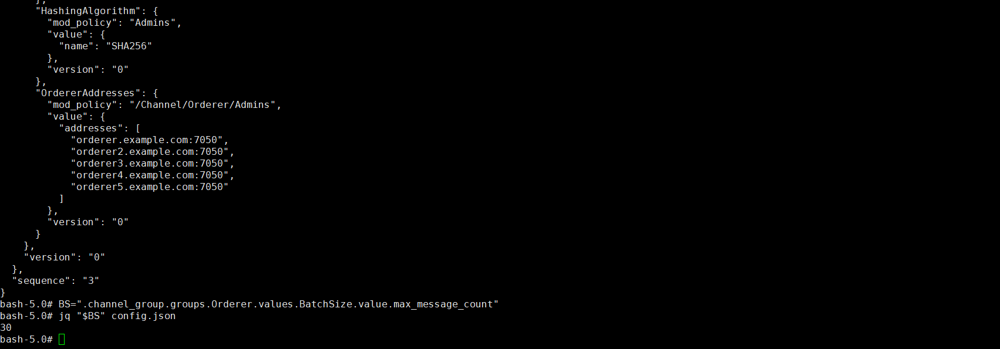 },
"HashingAlgorithm": {
"mod_policy": "Admins",
"value": {
"name": "SHA256"
},
"version": "0"
},
"OrdererAddresses": {
"mod_policy": "/Channel/Orderer/Admins",
"value": {
"addresses": [
"orderer.example.com:7050",
"orderer2.example.com:7050",
"orderer3.example.com:7050",
"orderer4.example.com:7050",
"orderer5.example.com:7050"
]
},
"version": "0"
}
},
"version": "0"
},
"sequence": "3"
}
bash-5.0# BS=".channel_group.groups.Orderer.values.BatchSize.value.max_message_count"
bash-5.0# jq "$BS" config.json
30
bash-5.0#